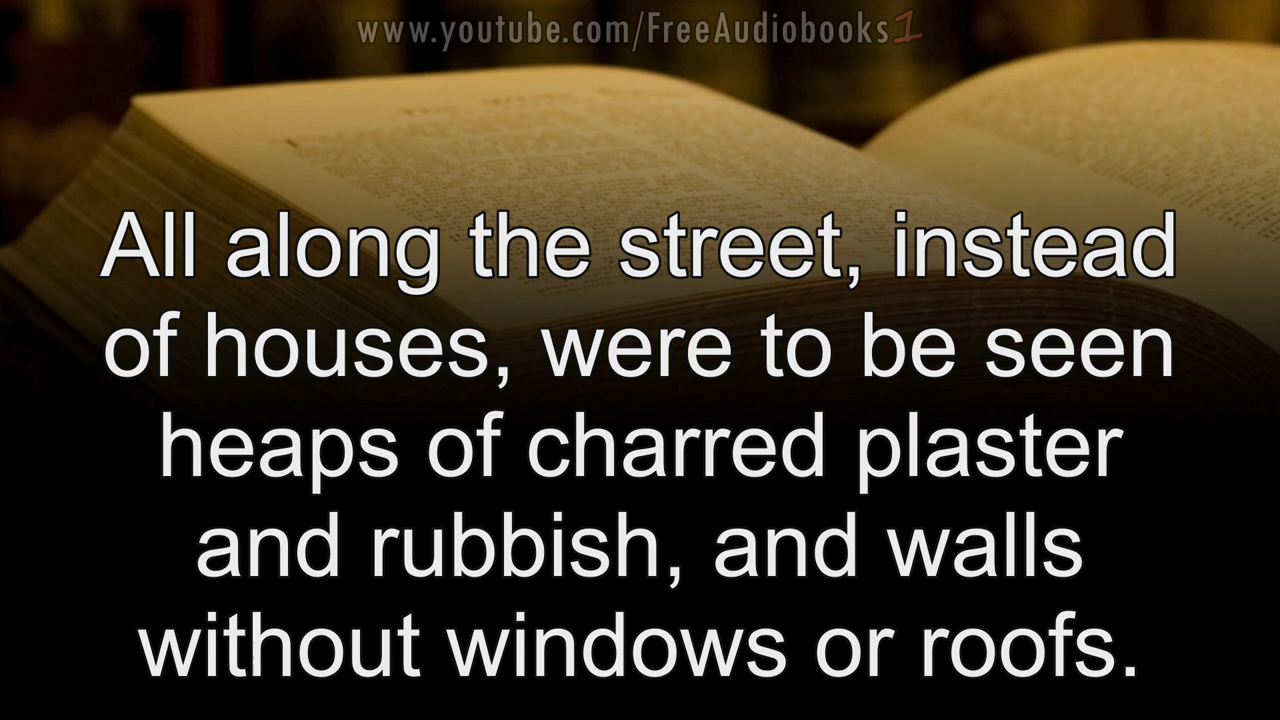 www.youtube.com/FreeAudiobooks1
All along the street, instead
of houses, were to be seen
heaps of charred plaster
and rubbish, and walls
without windows or roofs.